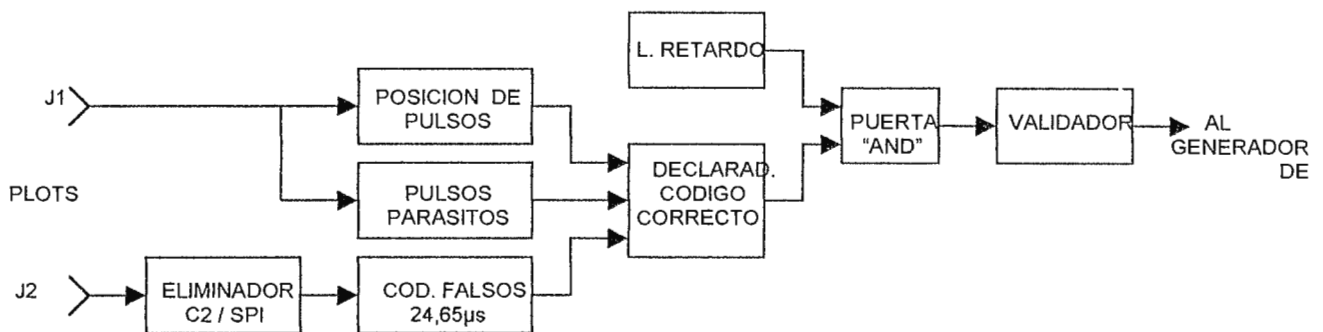 L. RETARDO
J1
POSICION DE
PULSOS
PUERTA
“AND”
VALIDADOR
AL
GENERADOR
DE
PLOTS
PULSOS
PARASITOS
DECLARAD.
CODIGO
CORRECTO
J2
ELIMINADOR
C2 / SPI
COD. FALSOS
24,65µs